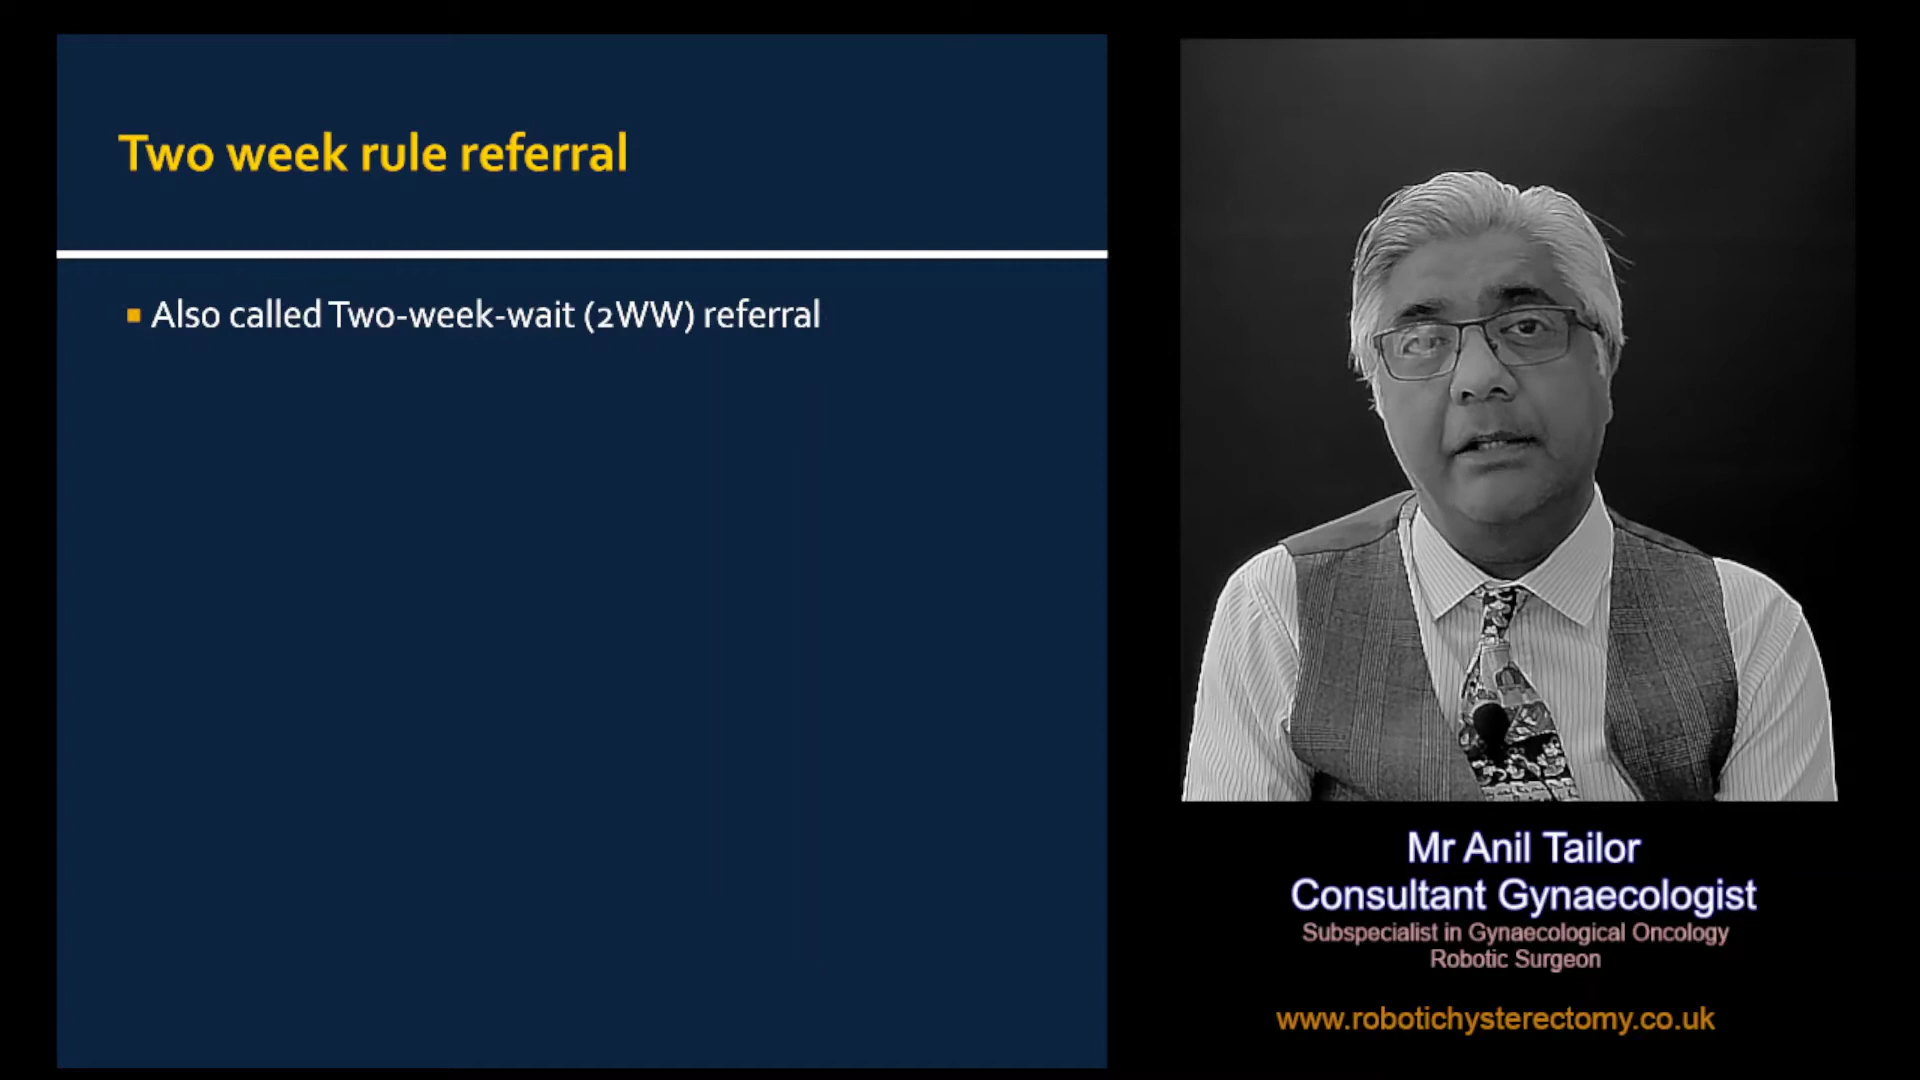 Two week rule referral
Also called Two-week-wait (2WW) referral
Mr Anil Tailor
Consultant Gynaecologist
Subspecialist in Gynaecological Oncology
Robotic Surgeon
www.robotichysterectomy.co.uk